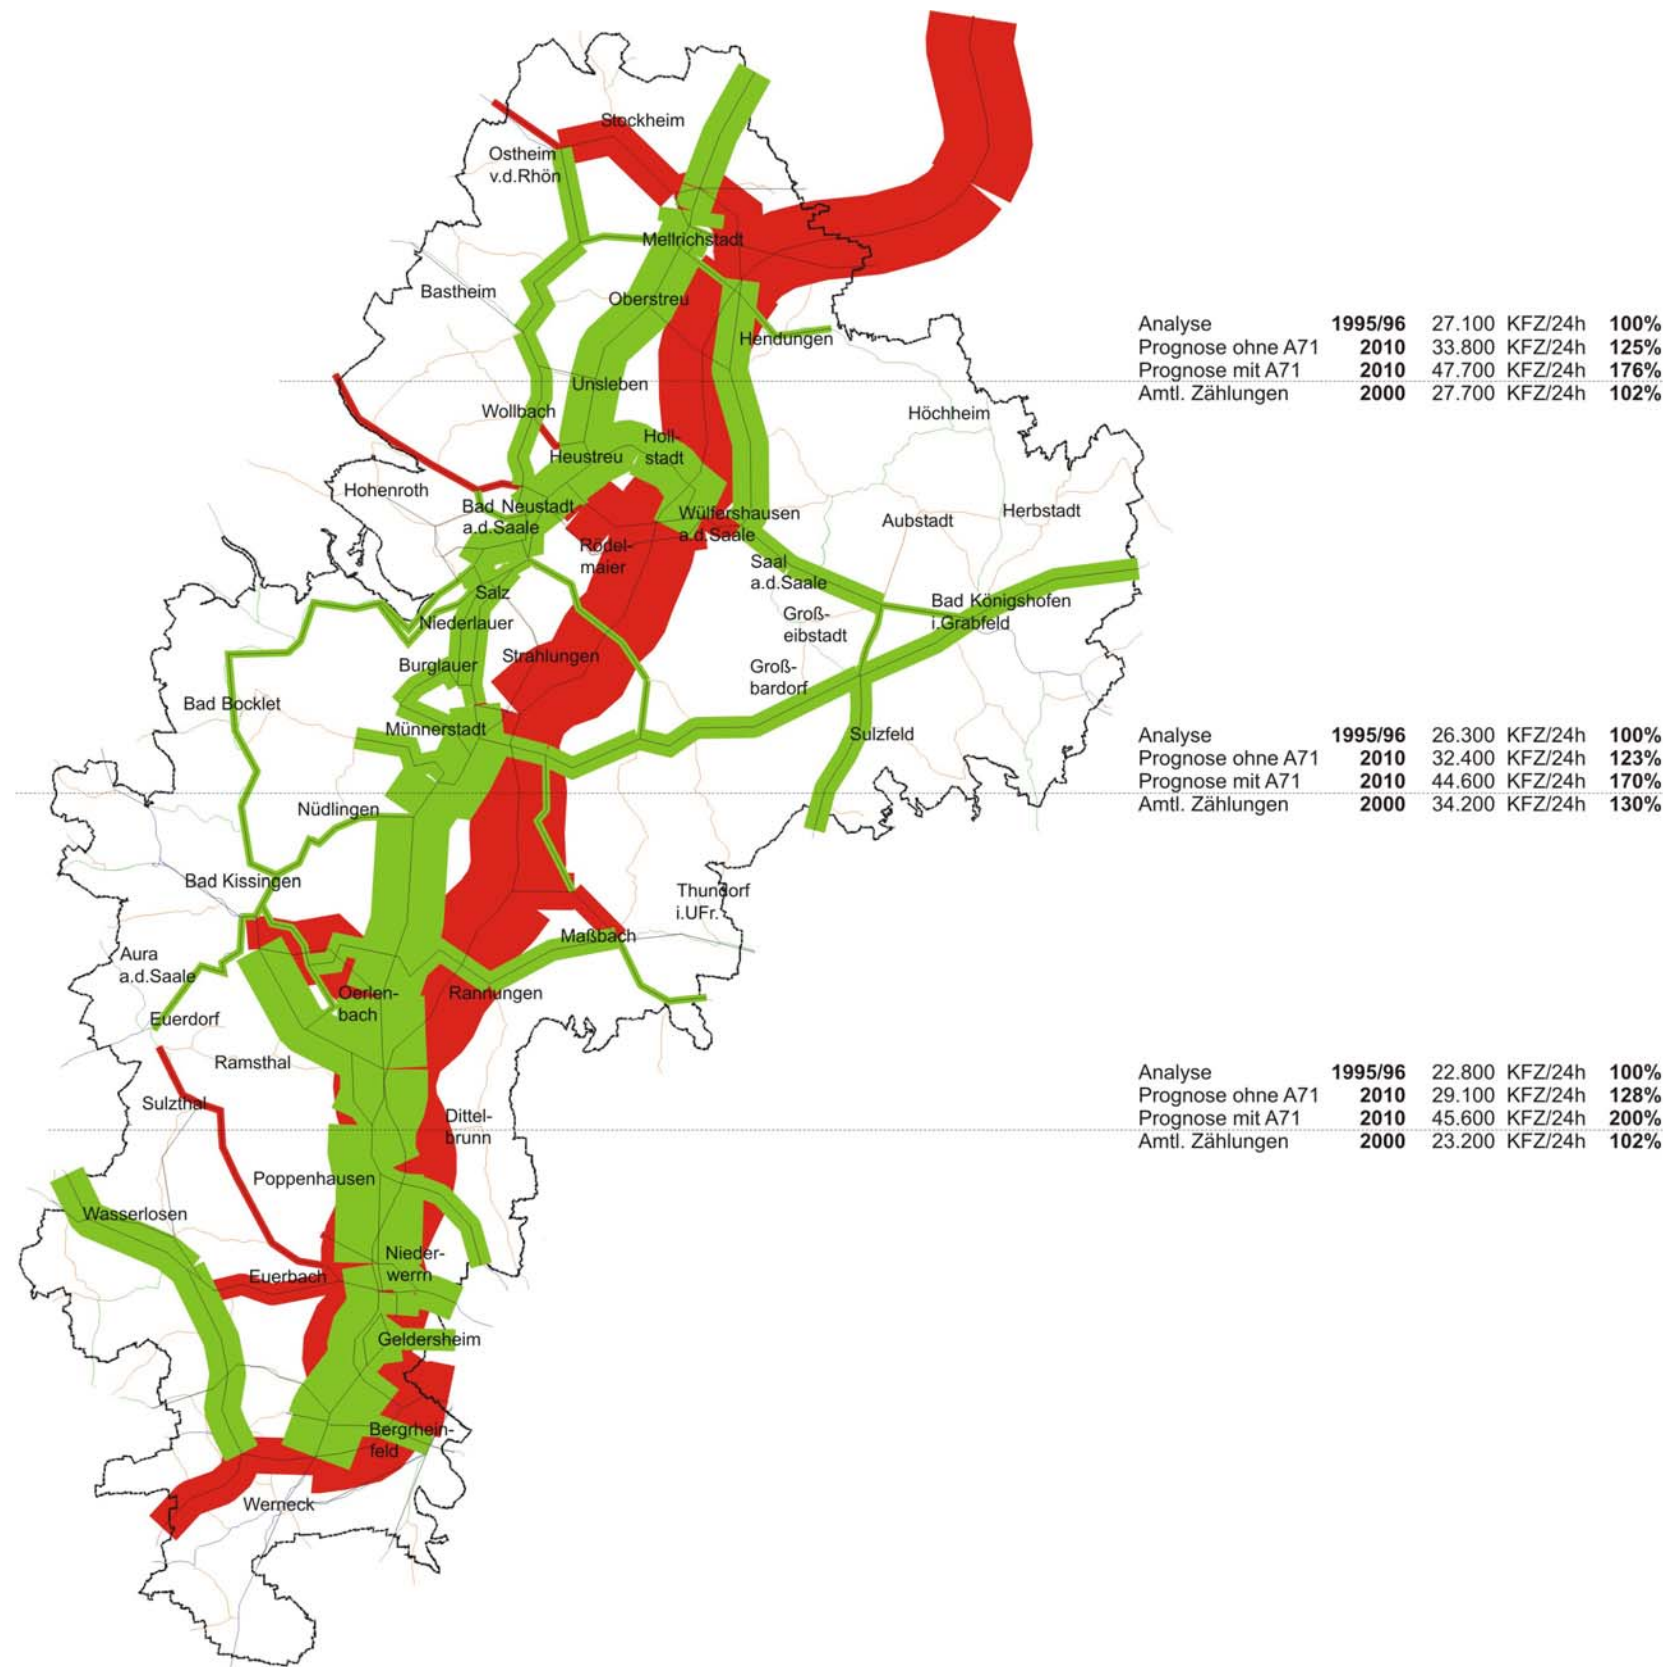 Stockheim
Ostheim
v.d.Rhön
Mellrichstadt
Bastheim
Oberstreu
Hendungen
Unsleben
Wollbach
Höchheim
Holl-
stadt
Heustreu
Hohenroth
Bad Neustadt
a.d.Saale
Wülfershausen
a.d.Saale
Aubstadt
Herbstadt
Rödel-
maier
Saal
a.d.Saale
Salz
Groß-
eibstadt
Bad Königshofen
i.Grabfeld
Niederlauer
Burglauer
Strahlungen
Groß-
bardorf
Bad Bocklet
Münnerstadt
Sulzfeld
Nüdlingen
Bad Kissingen
Thundorf
i.UFr.
Maßbach
Aura
a.d.Saale
Oerlen-
bach
Rannungen
Euerdorf
Ramsthal
Sulzthal
Dittel-
brunn
Poppenhausen
Wasserlosen
Nieder-
werrn
Euerbach
Geldersheim
Bergrhein-
feld
Werneck
Analyse 1995/96 27.100 KFZ/24h 100%
Prognose ohne A71 2010 33.800 KFZ/24h 125%
Prognose mit A71 2010 47.700 KFZ/24h 176%
Amtl. Zählungen 2000 27.700 KFZ/24h 102%
Analyse 1995/96 26.300 KFZ/24h 100%
Prognose ohne A71 2010 32.400 KFZ/24h 123%
Prognose mit A71 2010 44.600 KFZ/24h 170%
Amtl. Zählungen 2000 34.200 KFZ/24h 130%
Analyse 1995/96 22.800 KFZ/24h 100%
Prognose ohne A71 2010 29.100 KFZ/24h 128%
Prognose mit A71 2010 45.600 KFZ/24h 200%
Amtl. Zählungen 2000 23.200 KFZ/24h 102%